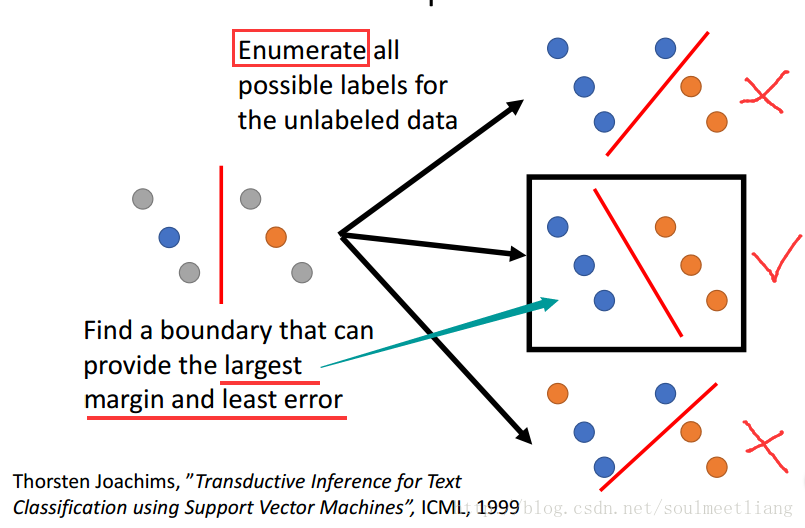 Enumerate all
possible labels for
the unlabeled data
Find a boundary that can
provide the largest
margin and least error
Thorsten Joachims, ”Transductive Inference for Text
Classification using Support Vector Machines”, ICML, 1999
http://blog.csdn.net/soulmeetliang